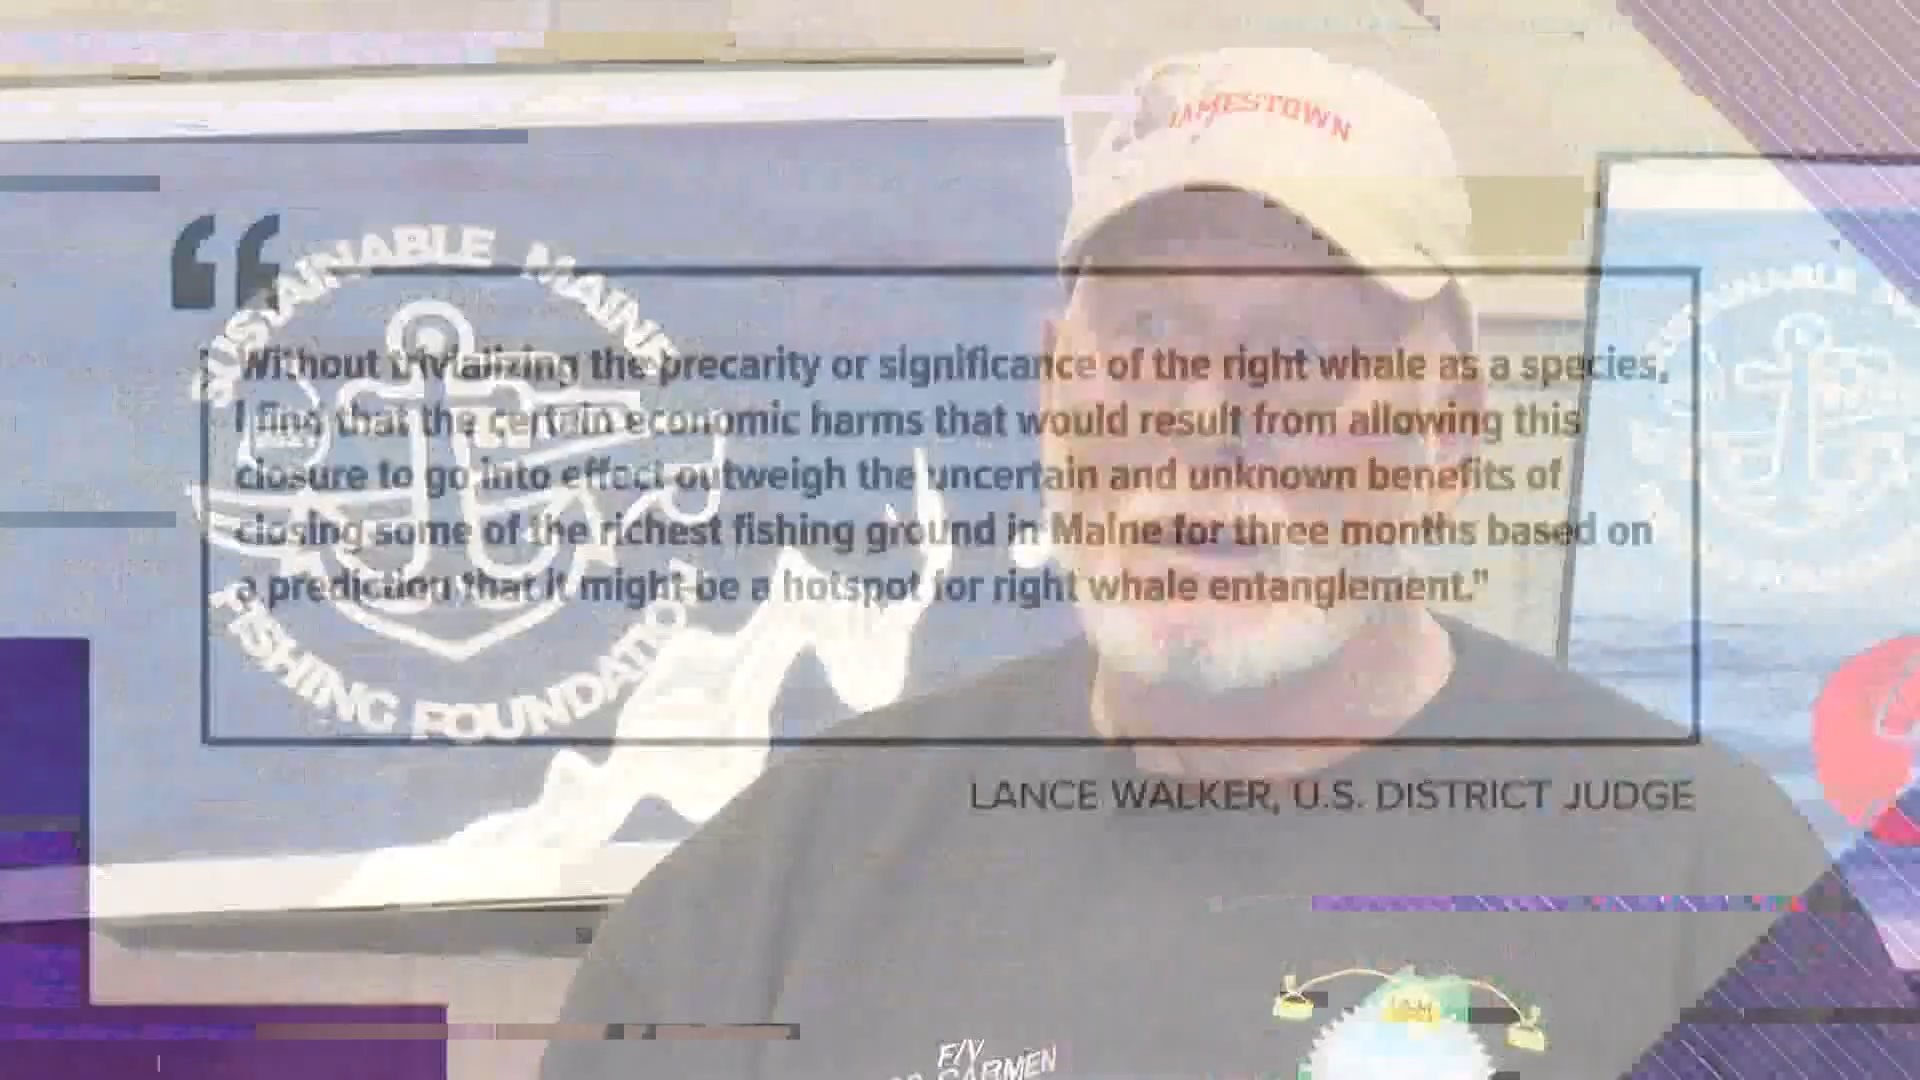 JAMESTOWN
SUSTAINABLE MAINE
FISHING FOUNDATION
“
"Without trivializing the precarity or significance of the right whale as a species,
I find that the certain economic harms that would result from allowing this
closure to go into effect outweigh the uncertain and unknown benefits of
closing some of the richest fishing ground in Maine for three months based on
a prediction that it might be a hotspot for right whale entanglement."
LANCE WALKER, U.S. DISTRICT JUDGE
F/V
CARMEN